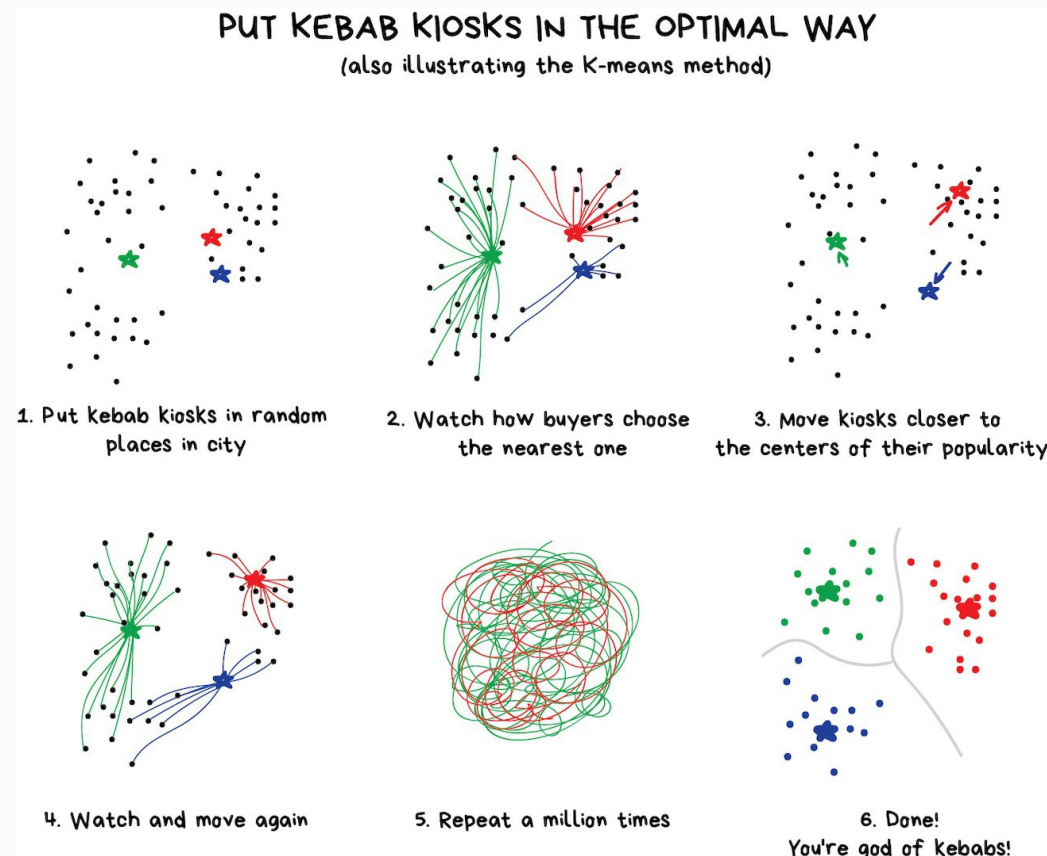 PUT KEBAB KIOSKS IN THE OPTIMAL WAY
(also illustrating the K-means method)
1. Put kebab kiosks in random
places in city
2. Watch how buyers choose
the nearest one
3. Move kiosks closer to
the centers of their popularity
4. Watch and move again
5. Repeat a million times
6. Done!
You're god of kebabs!